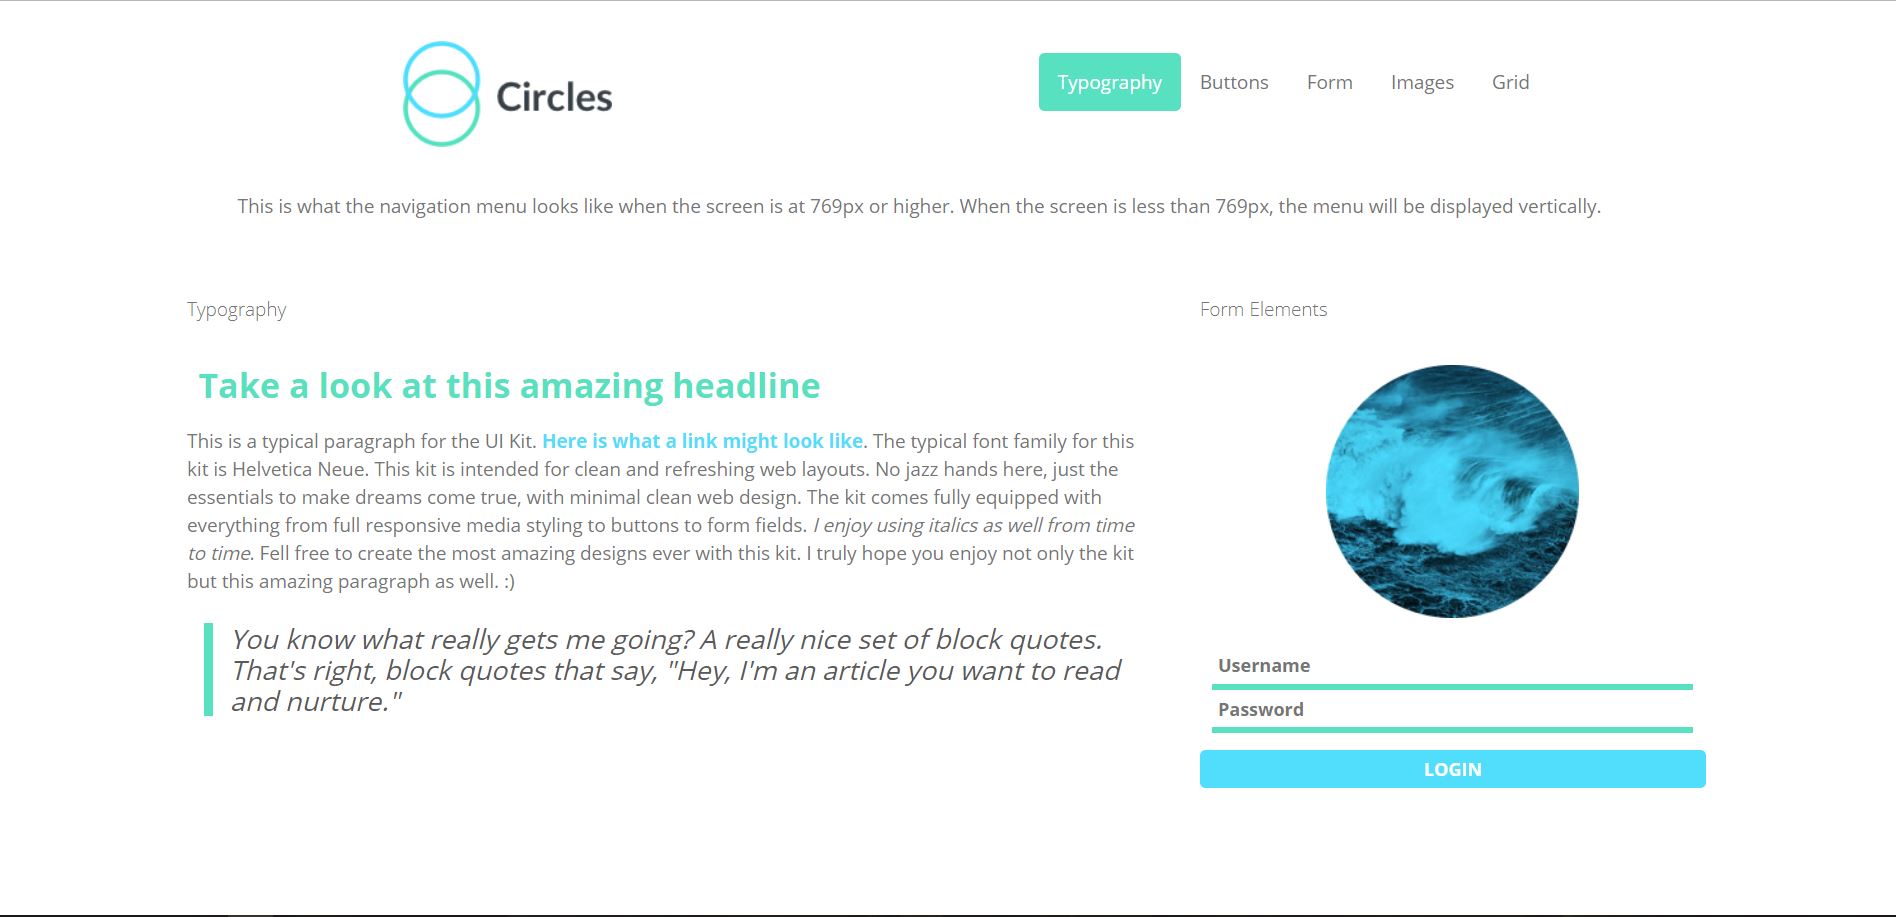 Circles
Typography Buttons Form Images Grid
This is what the navigation menu looks like when the screen is at 769px or higher. When the screen is less than 769px, the menu will be displayed vertically.
Typography
Take a look at this amazing headline
This is a typical paragraph for the UI Kit. Here is what a link might look like. The typical font family for this
kit is Helvetica Neue. This kit is intended for clean and refreshing web layouts. No jazz hands here, just the
essentials to make dreams come true, with minimal clean web design. The kit comes fully equipped with
everything from full responsive media styling to buttons to form fields. I enjoy using italics as well from time
to time. Fell free to create the most amazing designs ever with this kit. I truly hope you enjoy not only the kit
but this amazing paragraph as well. :)
You know what really gets me going? A really nice set of block quotes.
That's right, block quotes that say, "Hey, I'm an article you want to read
and nurture."
Form Elements
Username
Password
LOGIN